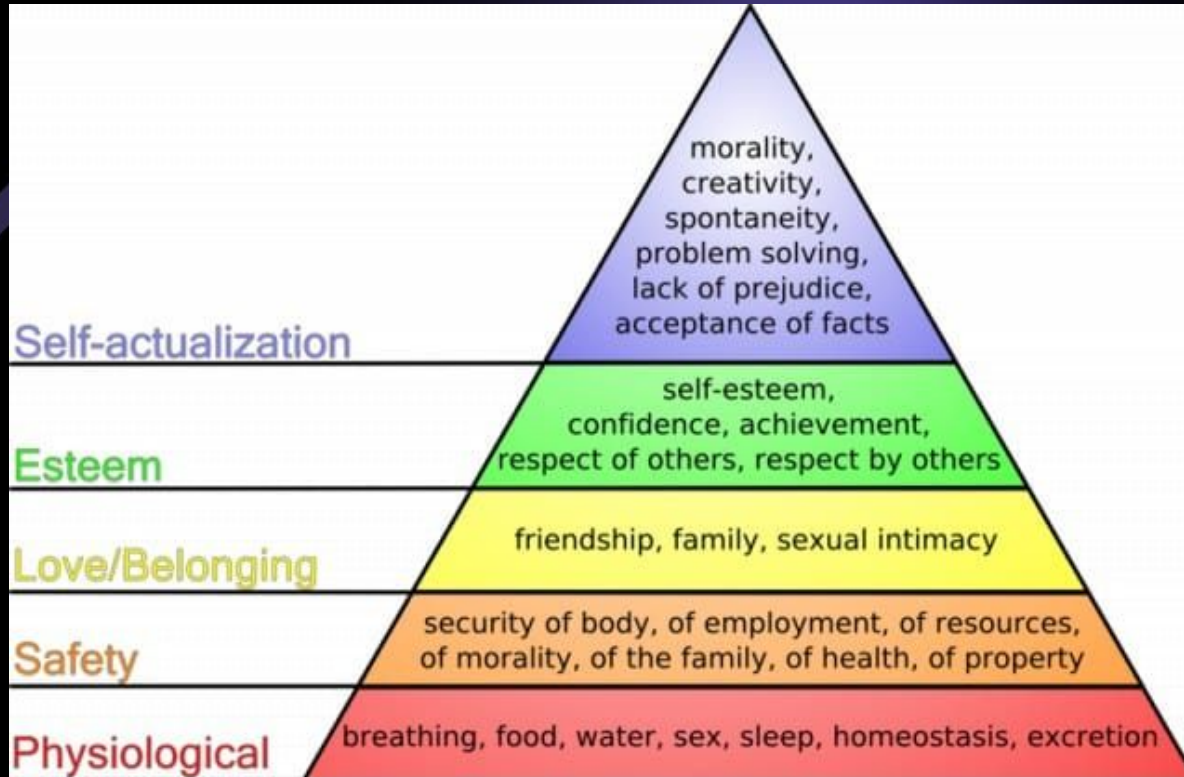 morality,
creativity,
spontaneity,
problem solving,
lack of prejudice,
acceptance of facts
Self-actualization
self-esteem,
confidence, achievement,
respect of others, respect by others
Esteem
friendship, family, sexual intimacy
Love/Belonging
security of body, of employment, of resources,
of morality, of the family, of health, of property
Safety
breathing, food, water, sex, sleep, homeostasis, excretion
Physiological